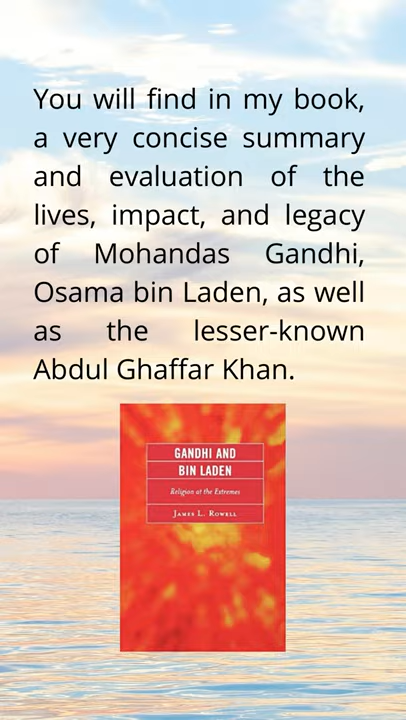 You will find in my book,
a very concise summary
and evaluation of the
lives, impact, and legacy
of Mohandas Gandhi,
Osama bin Laden, as well
as the lesser-known
Abdul Ghaffar Khan.
GANDHI AND
BIN LADEN
Religion at the Extremes
JAMES L. ROWELL